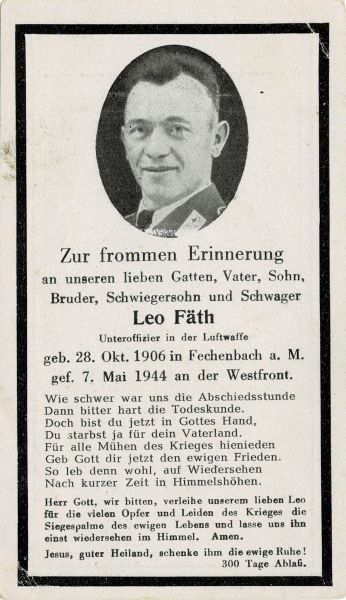 Zur frommen Erinnerung
an unseren lieben Gatten, Vater, Sohn,
Bruder, Schwiegersohn und Schwager
Leo Fäth
Unteroffizier in der Luftwaffe
geb. 28. Okt. 1906 in Fechenbach a. M.
gef. 7. Mai 1944 an der Westfront.
Wie schwer war uns die Abschiedsstunde
Dann bitter hart die Todeskunde.
Doch bist du jetzt in Gottes Hand,
Du starbst ja für dein Vaterland.
Für alle Mühen des Krieges hienieden
Geb Gott dir jetzt den ewigen Frieden.
So leb denn wohl, auf Wiedersehen
Nach kurzer Zeit in Himmelshöhen.
Herr Gott, wir bitten, verleihe unserem lieben Leo
für die vielen Opfer und Leiden des Krieges die
Siegespalme des ewigen Lebens und lasse uns ihn
einst wiedersehen im Himmel. Amen.
Jesus, guter Heiland, schenke ihm die ewige Ruhe!
300 Tage Ablaß.